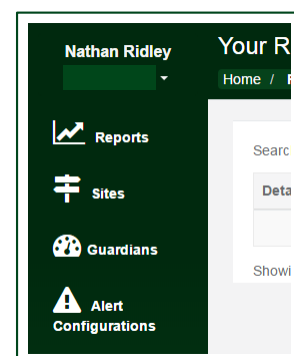 Nathan Ridley
Your R
Home /
Reports
Searc
Sites
Deta
Guardians
Showi
Alert
Configurations